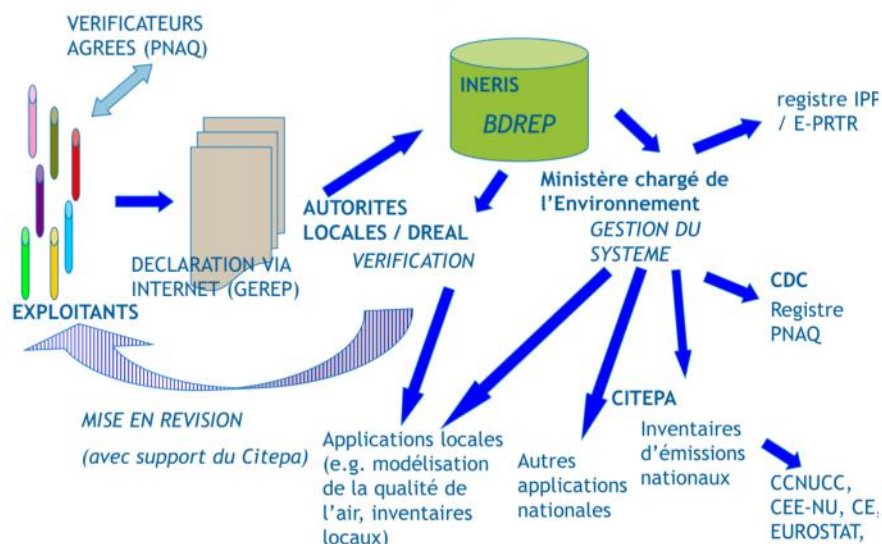 VERIFICATEURS
AGREES (PNAQ)
EXPLOITANTS
DECLARATION VIA
INTERNET (GEREP)
AUTORITES
LOCALES / DREAL
VERIFICATION
INERIS
BDREP
Ministère chargé de
l'Environnement
GESTION DU
SYSTEME
registre IPF
/ E-PRTR
CDC
Registre
PNAQ
MISE EN REVISION
(avec support du Citepa)
Applications locales
(e.g. modélisation
de la qualité de
l'air, inventaires
locaux)
Autres
applications
nationales
CITEPA
Inventaires
d'émissions
nationaux
CCNUCC,
CEE-NU, CE,
EUROSTAT,